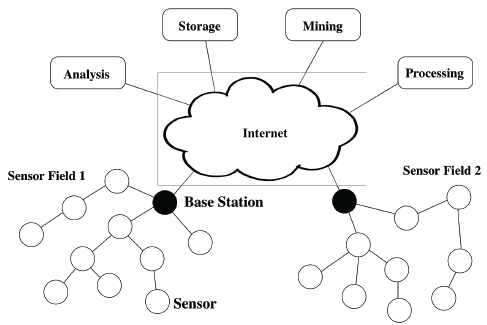 Storage
Mining
Analysis
Processing
Internet
Sensor Field 1
Sensor Field 2
Base Station
Sensor